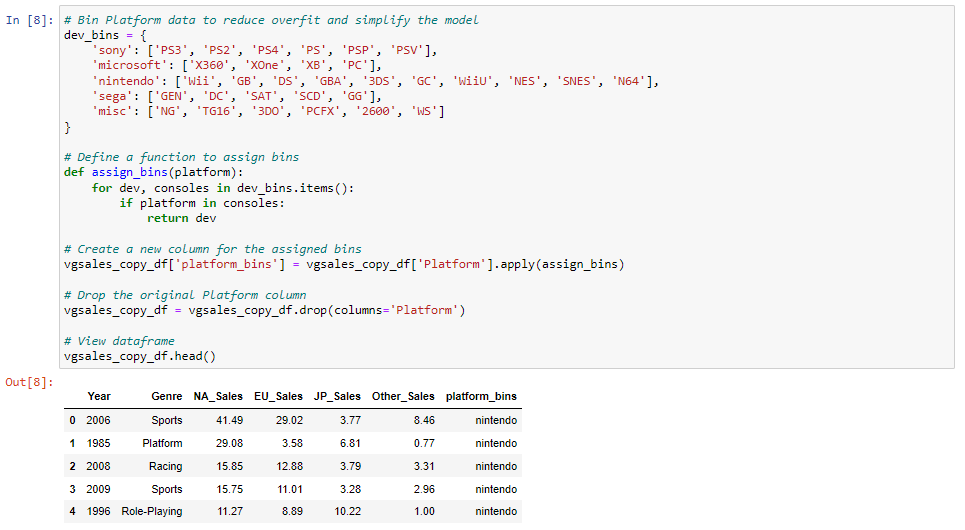 In [8]: # Bin Platform data to reduce overfit and simplify the model
dev_bins = {
    'sony': ['PS3', 'PS2', 'PS4', 'PS', 'PSP', 'PSV'],
    'microsoft': ['X360', 'XOne', 'XB', 'PC'],
    'nintendo': ['Wii', 'GB', 'DS', 'GBA', '3DS', 'GC', 'WiiU', 'NES', 'SNES', 'N64'],
    'sega': ['GEN', 'DC', 'SAT', 'SCD', 'GG'],
    'misc': ['NG', 'TG16', '3DO', 'PCFX', '2600', 'WS']
}
# Define a function to assign bins
def assign_bins(platform):
    for dev, consoles in dev_bins.items():
        if platform in consoles:
            return dev
# Create a new column for the assigned bins
vgsales_copy_df['platform_bins'] = vgsales_copy_df['Platform'].apply(assign_bins)
# Drop the original Platform column
vgsales_copy_df = vgsales_copy_df.drop(columns='Platform')
# View dataframe
vgsales_copy_df.head()
Out[8]:
Year Genre NA_Sales EU_Sales JP_Sales Other_Sales platform_bins
0 2006 Sports 41.49 29.02 3.77 8.46 nintendo
1 1985 Platform 29.08 3.58 6.81 0.77 nintendo
2 2008 Racing 15.85 12.88 3.79 3.31 nintendo
3 2009 Sports 15.75 11.01 3.28 2.96 nintendo
4 1996 Role-Playing 11.27 8.89 10.22 1.00 nintendo